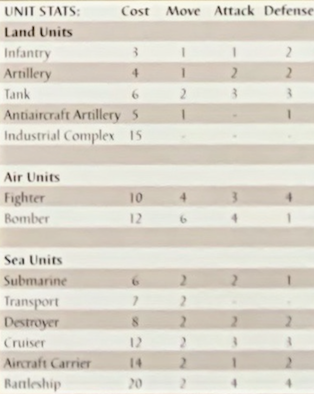 UNIT STATS: Cost Move Attack Defense
Land Units
Infantry 3 1 1 2
Artillery 4 1 2 2
Tank 6 2 3 3
Antiaircraft Artillery 5 1 - 1
Industrial Complex 15 - - -
Air Units
Fighter 10 4 3 4
Bomber 12 6 4 1
Sea Units
Submarine 6 2 2 1
Transport 7 2 - -
Destroyer 8 2 2 2
Cruiser 12 2 3 3
Aircraft Carrier 14 2 1 2
Battleship 20 2 4 4